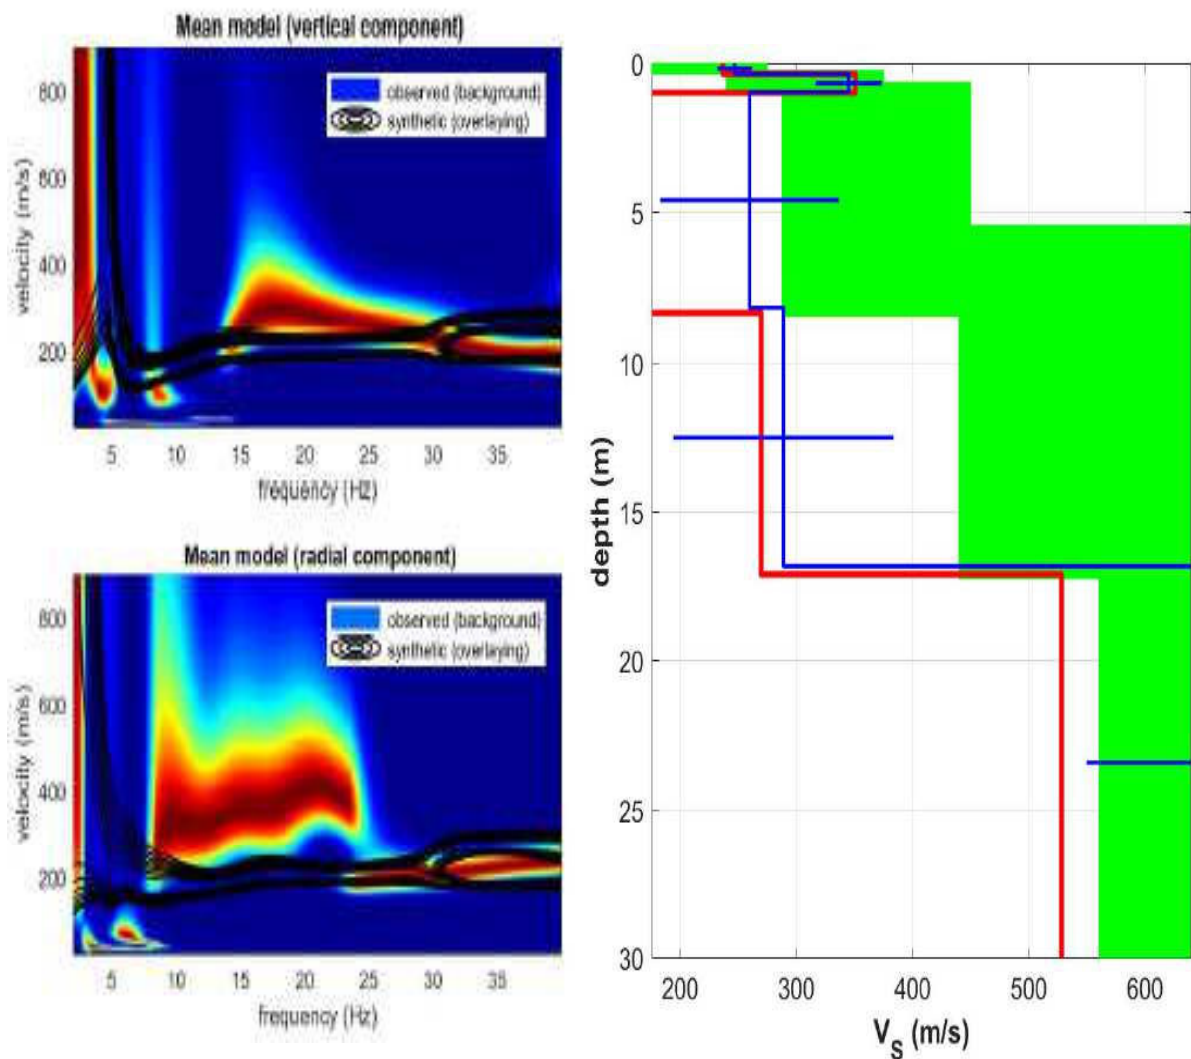 Mean model (vertical component)
velocity (m/s)
800
600
400
200
observed (background)
synthetic (overlaying)
5 10 15 20 25 30 35
frequency (Hz)
Mean model (radial component)
velocity (m/s)
800
600
400
200
observed (background)
synthetic (overlaying)
5 10 15 20 25 30 35
frequency (Hz)
depth (m)
0
5
10
15
20
25
30
200 300 400 500 600
VS (m/s)